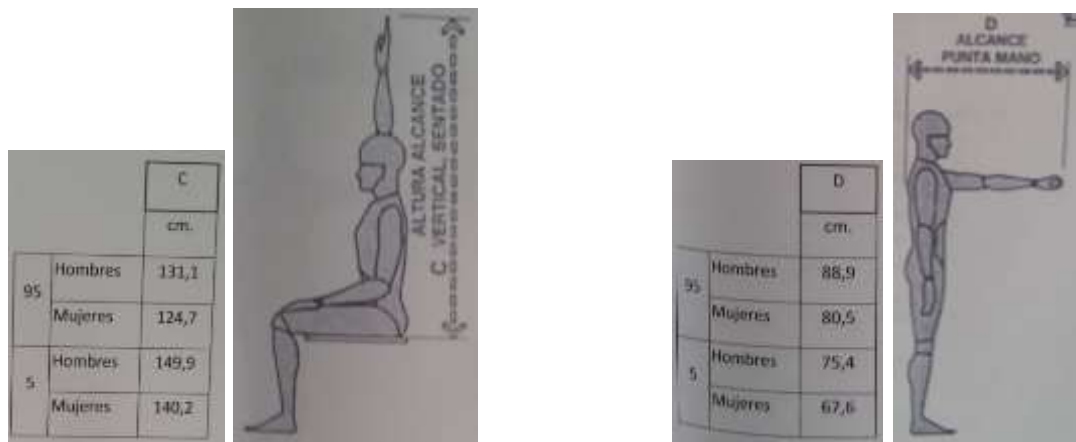 C
cm.
95
Hombres 131,1
Mujeres 124,7
5
Hombres 149,9
Mujeres 140,2
ALTURA ALCANCE
C VERTICAL SENTADO
D
cm.
95
Hombres 88,9
Mujeres 80,5
5
Hombres 75,4
Mujeres 67,6
D
ALCANCE
PUNTA MANO